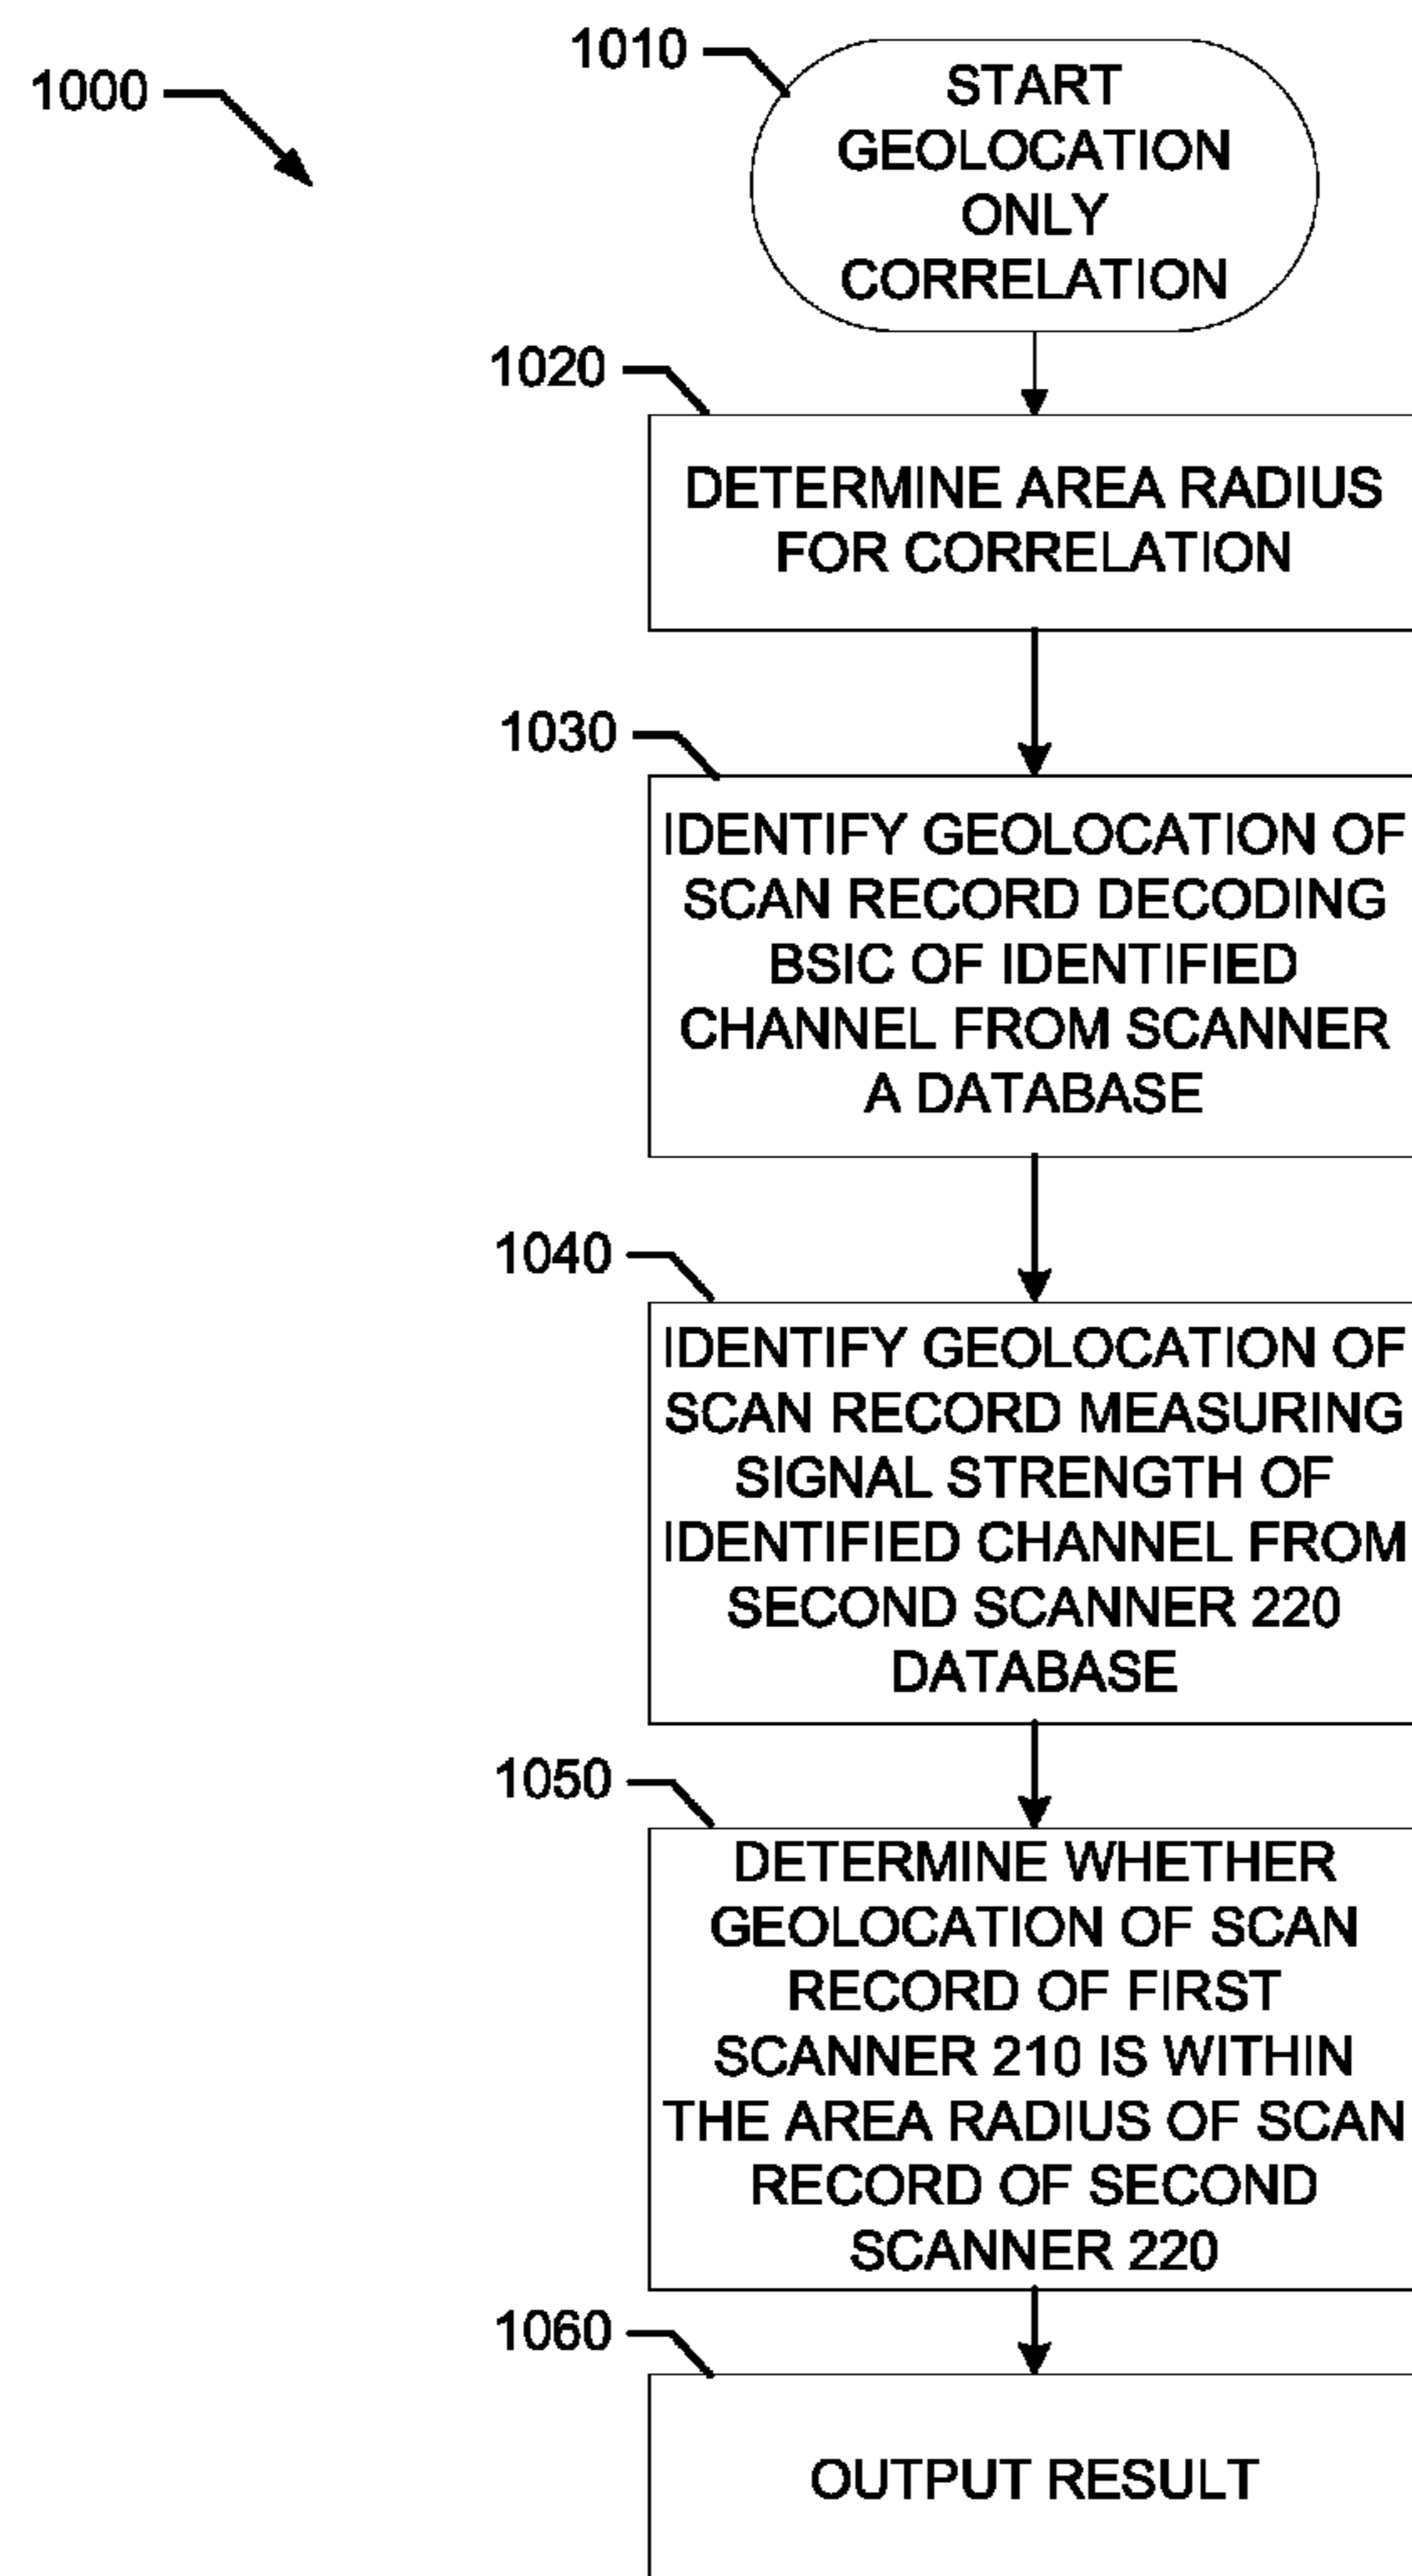 1000
1010
START
GEOLOCATION
ONLY
CORRELATION
1020
DETERMINE AREA RADIUS
FOR CORRELATION
1030
IDENTIFY GEOLOCATION OF
SCAN RECORD DECODING
BSIC OF IDENTIFIED
CHANNEL FROM SCANNER
A DATABASE
1040
IDENTIFY GEOLOCATION OF
SCAN RECORD MEASURING
SIGNAL STRENGTH OF
IDENTIFIED CHANNEL FROM
SECOND SCANNER 220
DATABASE
1050
DETERMINE WHETHER
GEOLOCATION OF SCAN
RECORD OF FIRST
SCANNER 210 IS WITHIN
THE AREA RADIUS OF SCAN
RECORD OF SECOND
SCANNER 220
1060
OUTPUT RESULT